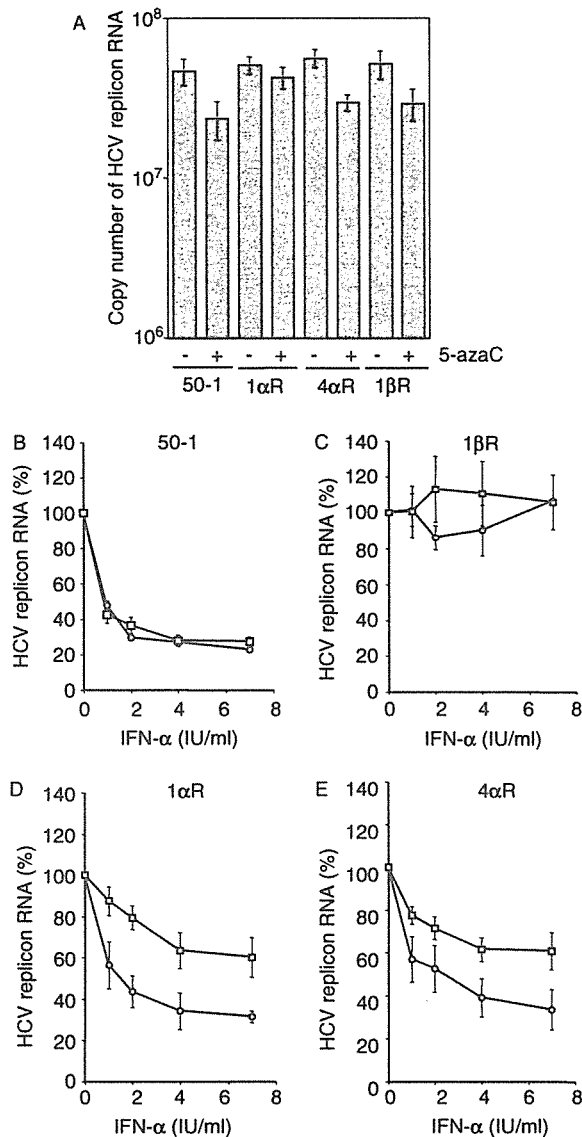 A
Copy number of HCV replicon RNA
10⁸
10⁷
10⁶
- + - + - + - + 5-azaC
50-1 1αR 4αR 1βR
B 50-1
HCV replicon RNA (%)
140
120
100
80
60
40
20
0
0 2 4 6 8
IFN-α (IU/ml)
C 1βR
HCV replicon RNA (%)
140
120
100
80
60
40
20
0
0 2 4 6 8
IFN-α (IU/ml)
D 1αR
HCV replicon RNA (%)
140
120
100
80
60
40
20
0
0 2 4 6 8
IFN-α (IU/ml)
E 4αR
HCV replicon RNA (%)
140
120
100
80
60
40
20
0
0 2 4 6 8
IFN-α (IU/ml)